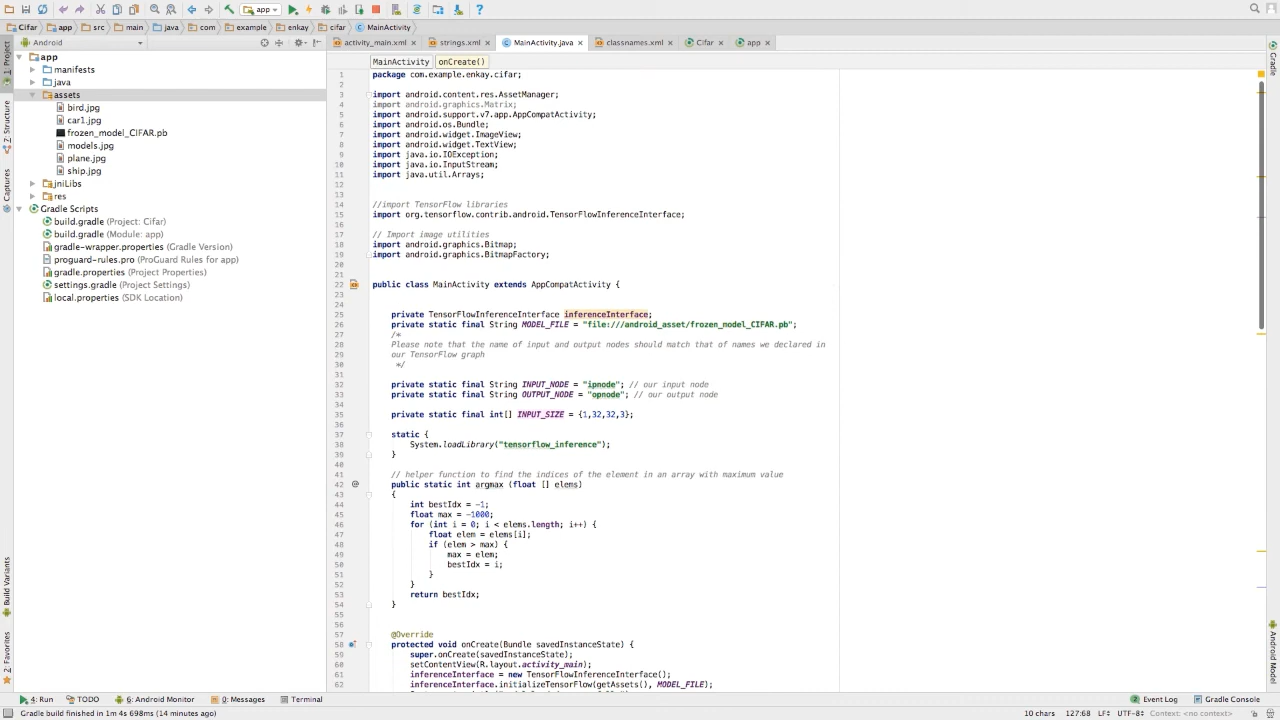 app
Cifar
app
src
main
java
com
example
enkay
cifar
MainActivity
Android
activity_main.xml
strings.xml
MainActivity.java
classnames.xml
Cifar
app
MainActivity
onCreate()
1: Project
Z: Structure
Captures
Build Variants
2: Favorites
Gradle
Android Model
app
manifests
java
assets
bird.jpg
car1.jpg
frozen_model_CIFAR.pb
models.jpg
plane.jpg
ship.jpg
jniLibs
res
Gradle Scripts
build.gradle (Project: Cifar)
build.gradle (Module: app)
gradle-wrapper.properties (Gradle Version)
proguard-rules.pro (ProGuard Rules for app)
gradle.properties (Project Properties)
settings.gradle (Project Settings)
local.properties (SDK Location)
1 package com.example.enkay.cifar;
2
3 import android.content.res.AssetManager;
4 import android.graphics.Matrix;
5 import android.support.v7.app.AppCompatActivity;
6 import android.os.Bundle;
7 import android.widget.ImageView;
8 import android.widget.TextView;
9 import java.io.IOException;
10 import java.io.InputStream;
11 import java.util.Arrays;
12
13
14 //import TensorFlow libraries
15 import org.tensorflow.contrib.android.TensorFlowInferenceInterface;
16
17 // Import image utilities
18 import android.graphics.Bitmap;
19 import android.graphics.BitmapFactory;
20
21
22 public class MainActivity extends AppCompatActivity {
23
24
25 private TensorFlowInferenceInterface inferenceInterface;
26 private static final String MODEL_FILE = "file:///android_asset/frozen_model_CIFAR.pb";
27 /*
28 Please note that the name of input and output nodes should match that of names we declared in
29 our TensorFlow graph
30 */
31
32 private static final String INPUT_NODE = "ipnode"; // our input node
33 private static final String OUTPUT_NODE = "opnode"; // our output node
34
35 private static final int[] INPUT_SIZE = {1,32,32,3};
36
37 static {
38 System.loadLibrary("tensorflow_inference");
39 }
40
41 // helper function to find the indices of the element in an array with maximum value
42 public static int argmax (float [] elems)
43 {
44 int bestIdx = -1;
45 float max = -1000;
46 for (int i = 0; i < elems.length; i++) {
47 float elem = elems[i];
48 if (elem > max) {
49 max = elem;
50 bestIdx = i;
51 }
52 }
53 return bestIdx;
54 }
55
56
57 @Override
58 protected void onCreate(Bundle savedInstanceState) {
59 super.onCreate(savedInstanceState);
60 setContentView(R.layout.activity_main);
61 inferenceInterface = new TensorFlowInferenceInterface();
62 inferenceInterface.initializeTensorFlow(getAssets(), MODEL_FILE);
4: Run
TODO
6: Android Monitor
0: Messages
Terminal
Event Log
Gradle Console
Gradle build finished in 1m 4s 698ms (14 minutes ago)
10 chars
127:68
LF÷
UTF-8÷
Context: <no context>